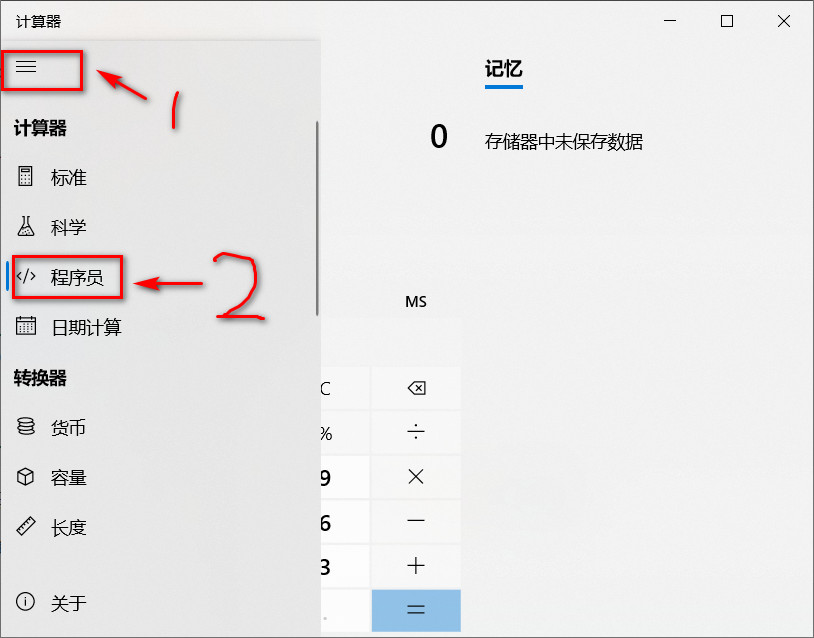 计算器
1
计算器
标准
科学
程序员
2
日期计算
转换器
货币
容量
长度
关于
0
MS
C
%
÷
9
×
6
−
3
+
.
=
记忆
存储器中未保存数据